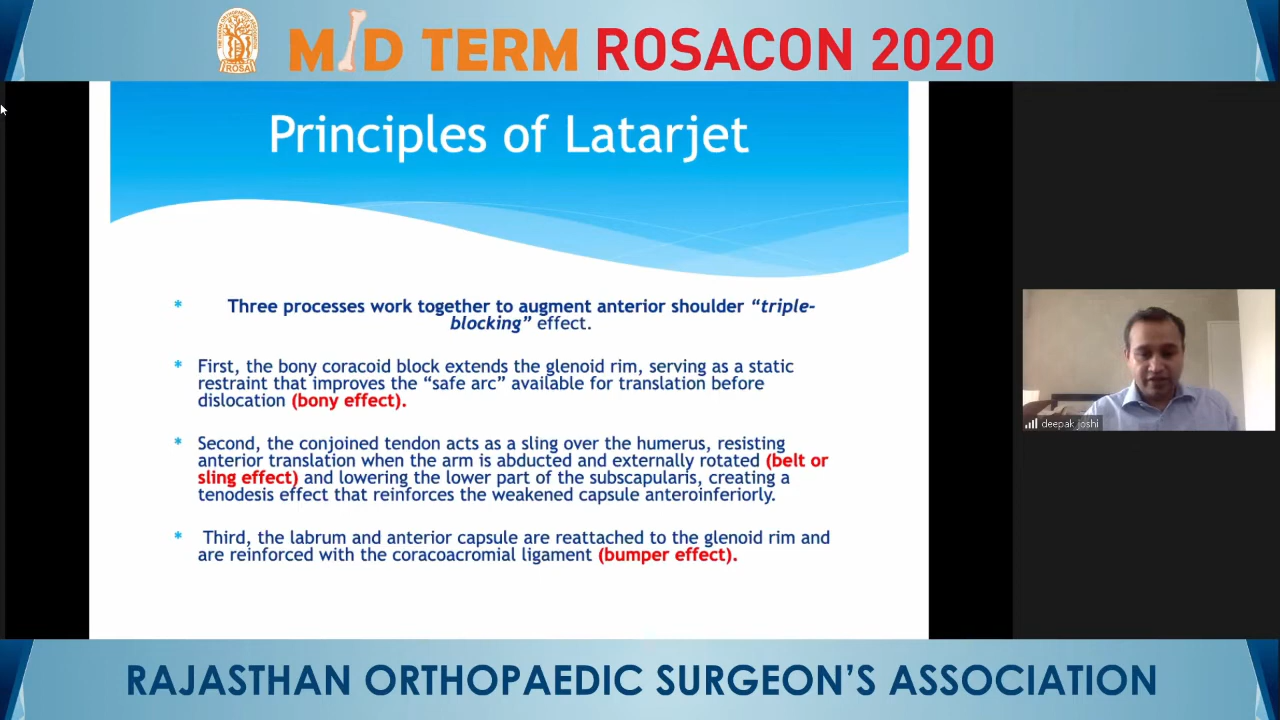 MID TERM ROSACON 2020
ROSA
Principles of Latarjet
* Three processes work together to augment anterior shoulder “triple-
blocking” effect.
* First, the bony coracoid block extends the glenoid rim, serving as a static
restraint that improves the “safe arc” available for translation before
dislocation (bony effect).
* Second, the conjoined tendon acts as a sling over the humerus, resisting
anterior translation when the arm is abducted and externally rotated (belt or
sling effect) and lowering the lower part of the subscapularis, creating a
tenodesis effect that reinforces the weakened capsule anteroinferiorly.
* Third, the labrum and anterior capsule are reattached to the glenoid rim and
are reinforced with the coracoacromial ligament (bumper effect).
deepak joshi
RAJASTHAN ORTHOPAEDIC SURGEON’S ASSOCIATION